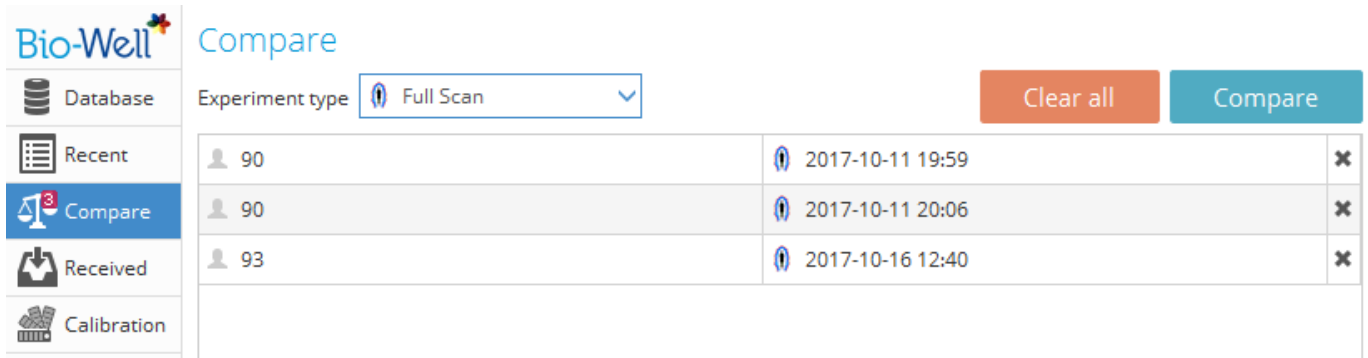 Bio-Well
Compare
Database
Experiment type Full Scan
Clear all
Compare
Recent
90 2017-10-11 19:59
3
Compare
90 2017-10-11 20:06
Received
93 2017-10-16 12:40
Calibration